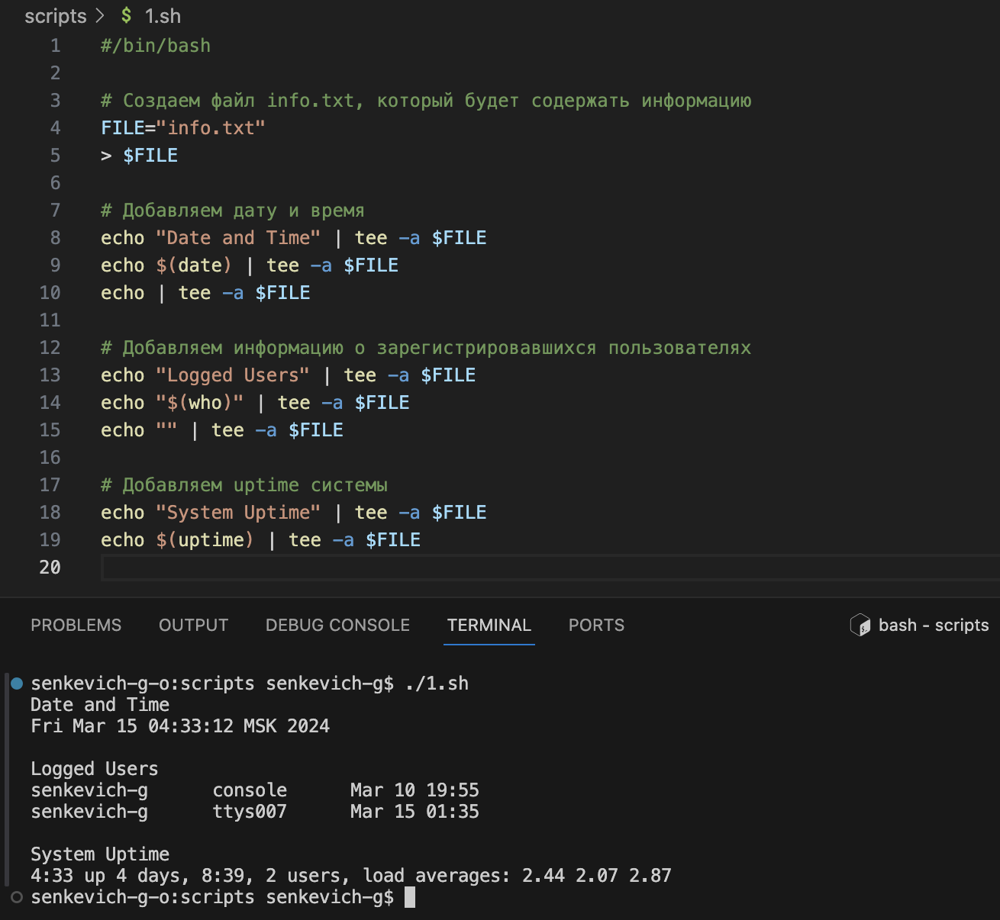 scripts > $ 1.sh
1 #/bin/bash
2
3 # Создаем файл info.txt, который будет содержать информацию
4 FILE="info.txt"
5 > $FILE
6
7 # Добавляем дату и время
8 echo "Date and Time" | tee -a $FILE
9 echo $(date) | tee -a $FILE
10 echo | tee -a $FILE
11
12 # Добавляем информацию о зарегистрировавшихся пользователях
13 echo "Logged Users" | tee -a $FILE
14 echo "$(who)" | tee -a $FILE
15 echo "" | tee -a $FILE
16
17 # Добавляем uptime системы
18 echo "System Uptime" | tee -a $FILE
19 echo $(uptime) | tee -a $FILE
20
PROBLEMS OUTPUT DEBUG CONSOLE TERMINAL PORTS bash - scripts
senkevich-g-o:scripts senkevich-g$ ./1.sh
Date and Time
Fri Mar 15 04:33:12 MSK 2024
Logged Users
senkevich-g console Mar 10 19:55
senkevich-g ttys007 Mar 15 01:35
System Uptime
4:33 up 4 days, 8:39, 2 users, load averages: 2.44 2.07 2.87
senkevich-g-o:scripts senkevich-g$